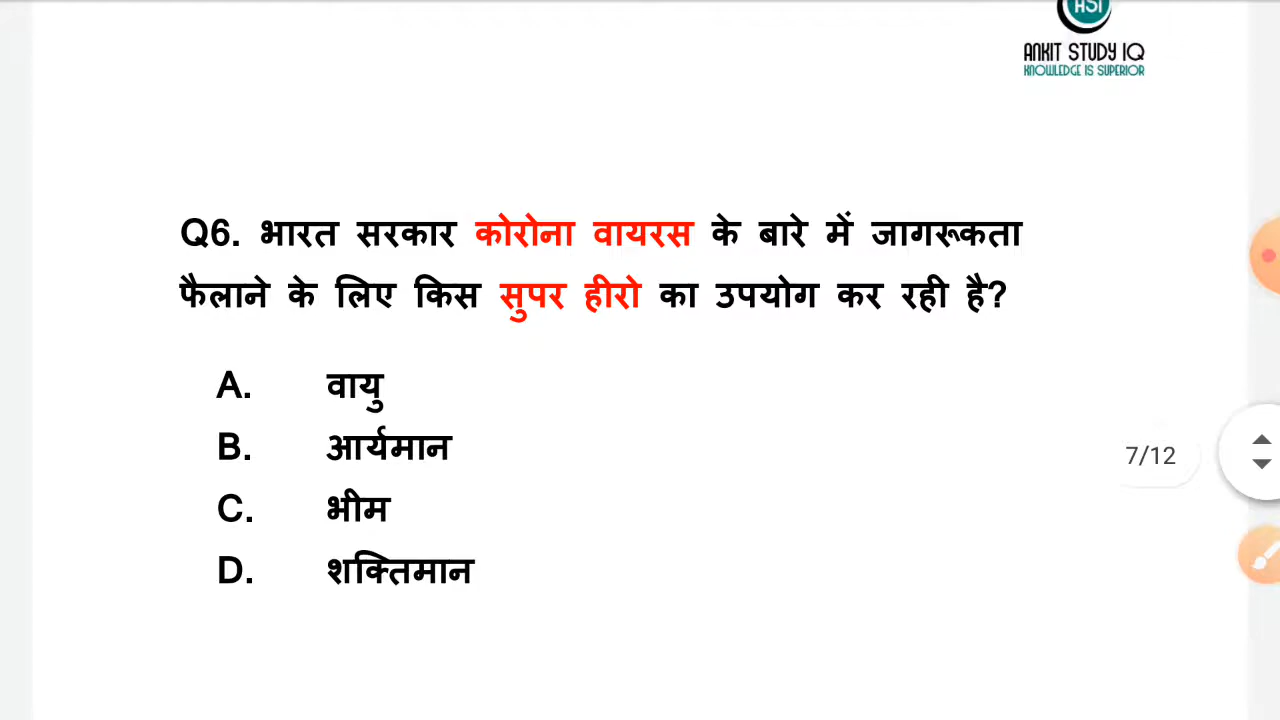 ASI
ANKIT STUDY IQ
KNOWLEDGE IS SUPERIOR
Q6. भारत सरकार कोरोना वायरस के बारे में जागरूकता
फैलाने के लिए किस सुपर हीरो का उपयोग कर रही है?
A. वायु
B. आर्यमान
C. भीम
D. शक्तिमान
7/12